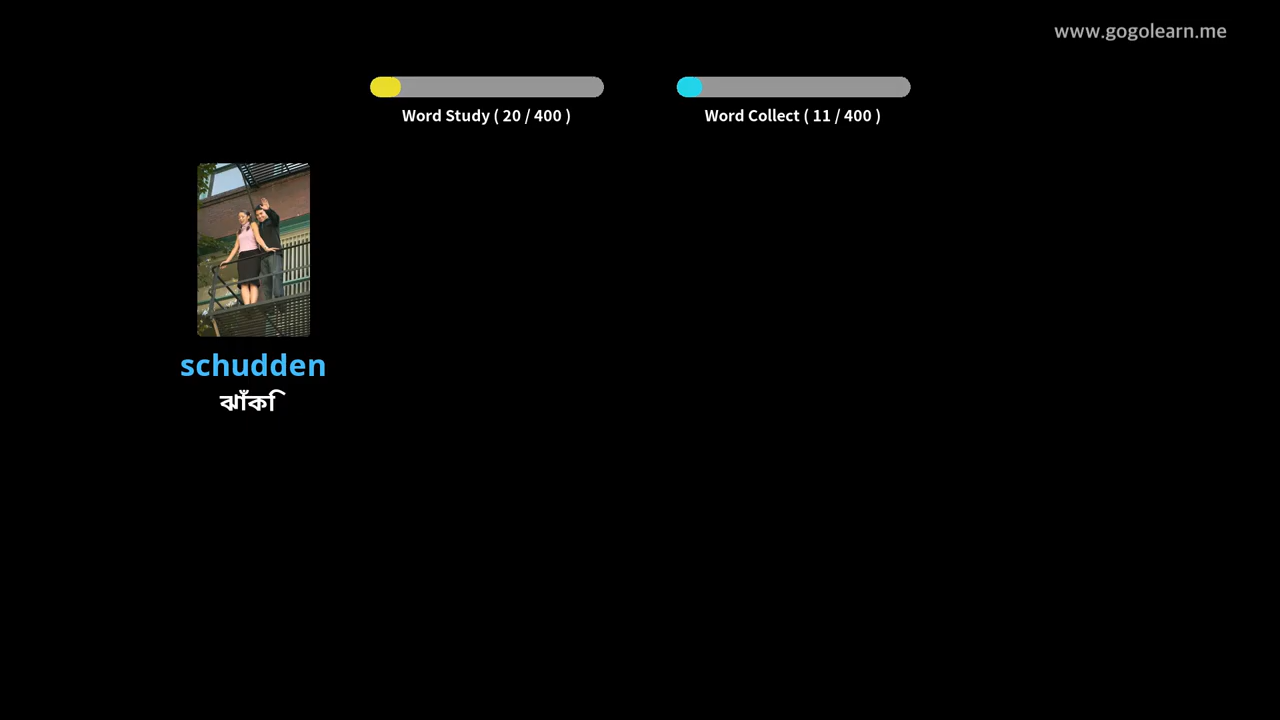 www.gogolearn.me
Word Study ( 20 / 400 )
Word Collect ( 11 / 400 )
schudden
ঝাঁকি